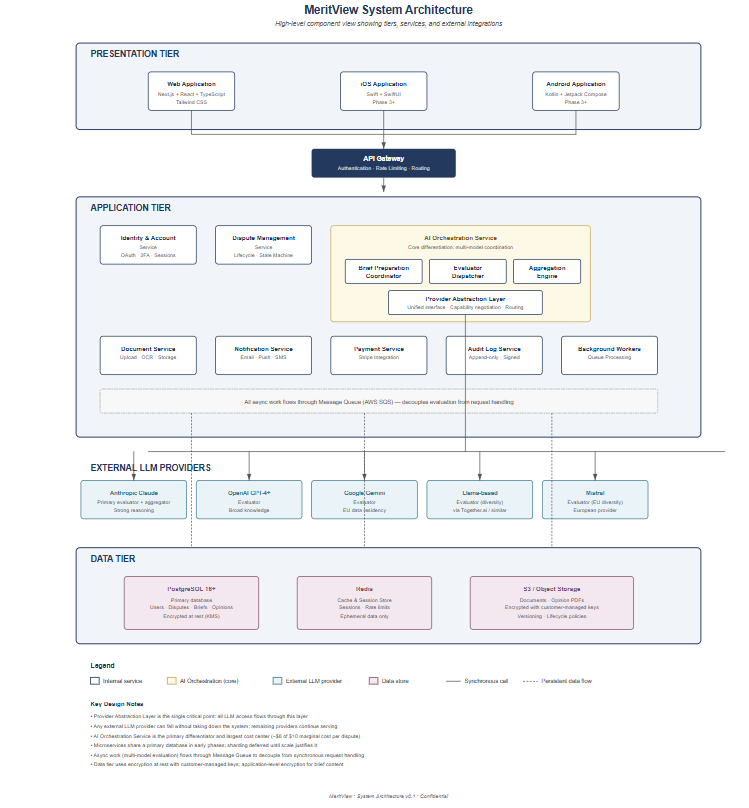 MeritView System Architecture
High-level component view showing tiers, services, and external integrations
PRESENTATION TIER
Web Application
Next.js + React + TypeScript
Tailwind CSS
iOS Application
Swift + SwiftUI
Phase 3+
Android Application
Kotlin + Jetpack Compose
Phase 3+
API Gateway
Authentication · Rate Limiting · Routing
APPLICATION TIER
Identity & Account
Service
OAuth · 2FA · Sessions
Dispute Management
Service
Lifecycle · State Machine
AI Orchestration Service
Core differentiation: multi-model coordination
Brief Preparation
Coordinator
Evaluator
Dispatcher
Aggregation
Engine
Provider Abstraction Layer
Unified interface · Capability negotiation · Routing
Document Service
Upload · OCR · Storage
Notification Service
Email · Push · SMS
Payment Service
Stripe Integration
Audit Log Service
Append-only · Signed
Background Workers
Queue Processing
All async work flows through Message Queue (AWS SQS) — decouples evaluation from request handling
EXTERNAL LLM PROVIDERS
Anthropic Claude
Primary evaluator + aggregator
Strong reasoning
OpenAI GPT-4+
Evaluator
Broad knowledge
Google Gemini
Evaluator
EU data residency
Llama-based
Evaluator (diversity)
via Together.ai / similar
Mistral
Evaluator (EU diversity)
European provider
DATA TIER
PostgreSQL 16+
Primary database
Users · Disputes · Briefs · Opinions
Encrypted at rest (KMS)
Redis
Cache & Session Store
Sessions · Rate limits
Ephemeral data only
S3 / Object Storage
Documents · Opinion PDFs
Encrypted with customer-managed keys
Versioning · Lifecycle policies
Legend
Internal service
AI Orchestration (core)
External LLM provider
Data store
Synchronous call
Persistent data flow
Key Design Notes
• Provider Abstraction Layer is the single critical point: all LLM access flows through this layer
• Any external LLM provider can fail without taking down the system; remaining providers continue serving
• AI Orchestration Service is the primary differentiator and largest cost center (~$8 of $10 marginal cost per dispute)
• Microservices share a primary database in early phases; sharding deferred until scale justifies it
• Async work (multi-model evaluation) flows through Message Queue to decouple from synchronous request handling
• Data tier uses encryption at rest with customer-managed keys; application-level encryption for brief content
MeritView · System Architecture v0.1 · Confidential